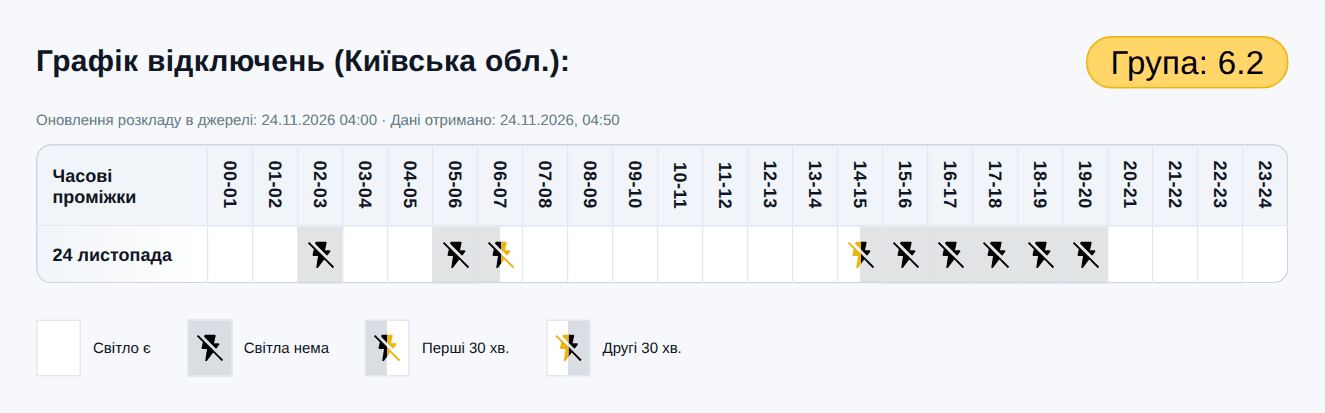 Графік відключень (Київська обл.):
Група: 6.2
Оновлення розкладу в джерелі: 24.11.2026 04:00 · Дані отримано: 24.11.2026, 04:50
Часові
проміжки
00-01
01-02
02-03
03-04
04-05
05-06
06-07
07-08
08-09
09-10
10-11
11-12
12-13
13-14
14-15
15-16
16-17
17-18
18-19
19-20
20-21
21-22
22-23
23-24
24 листопада
Світло є
Світла нема
Перші 30 хв.
Другі 30 хв.